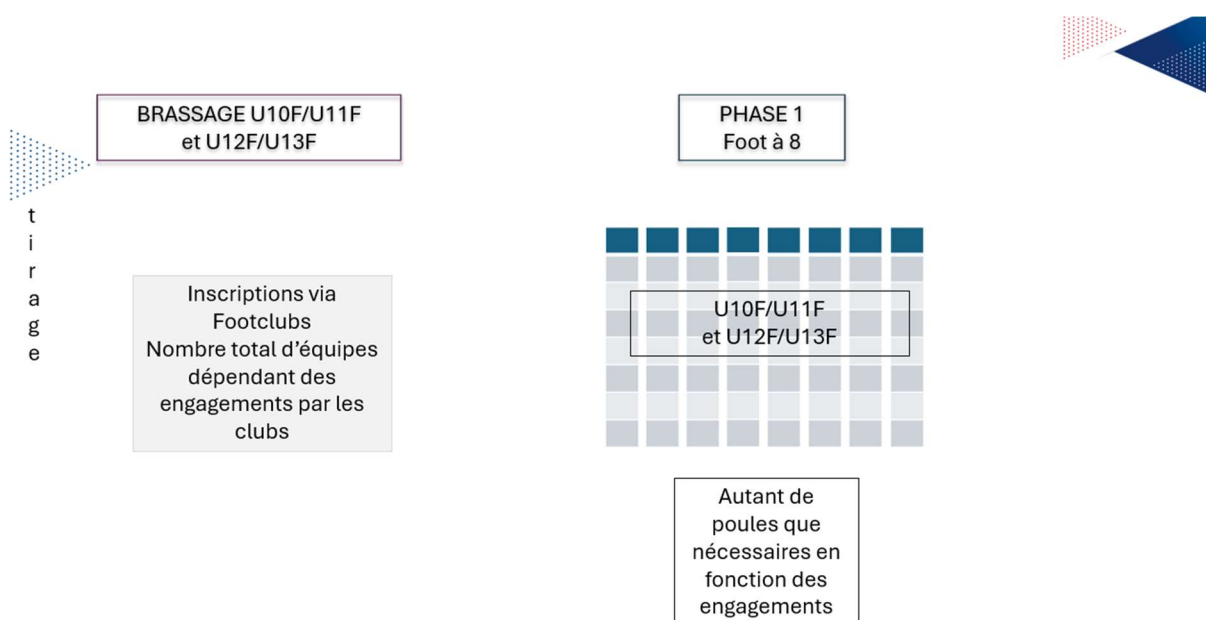 BRASSAGE U10F/U11F
et U12F/U13F
PHASE 1
Foot à 8
t
i
r
a
g
e
Inscriptions via
Footclubs
Nombre total d'équipes
dépendant des
engagements par les
clubs
U10F/U11F
et U12F/U13F
Autant de
poules que
nécessaires en
fonction des
engagements